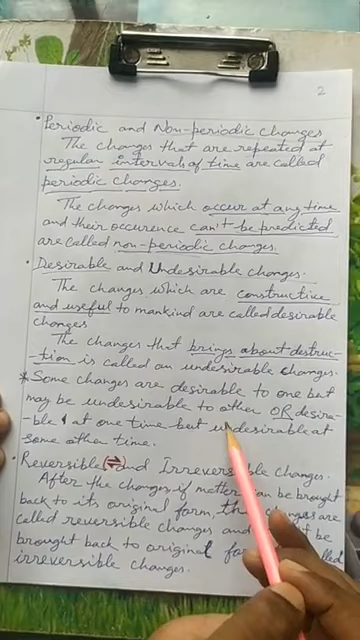 2
• Periodic and Non-periodic Changes
The changes that are repeated at
regular intervals of time are called
periodic changes.
The changes which occur at any time
and their occurence can't be predicted
are called non-periodic changes.
• Desirable and Undesirable changes.
The changes which are constructive
and useful to mankind are called desirable
changes
The changes that brings about destruc-
-tion is called an undesirable changes.
* Some changes are desirable to one but
may be undesirable to other OR desira-
-ble at one time but undesirable at
some other time.
• Reversible (⇌) and Irreversible changes.
After the changes if matter can be brought
back to its original form, changes are
called reversible changes and be
brought back to original
irreversible changes.